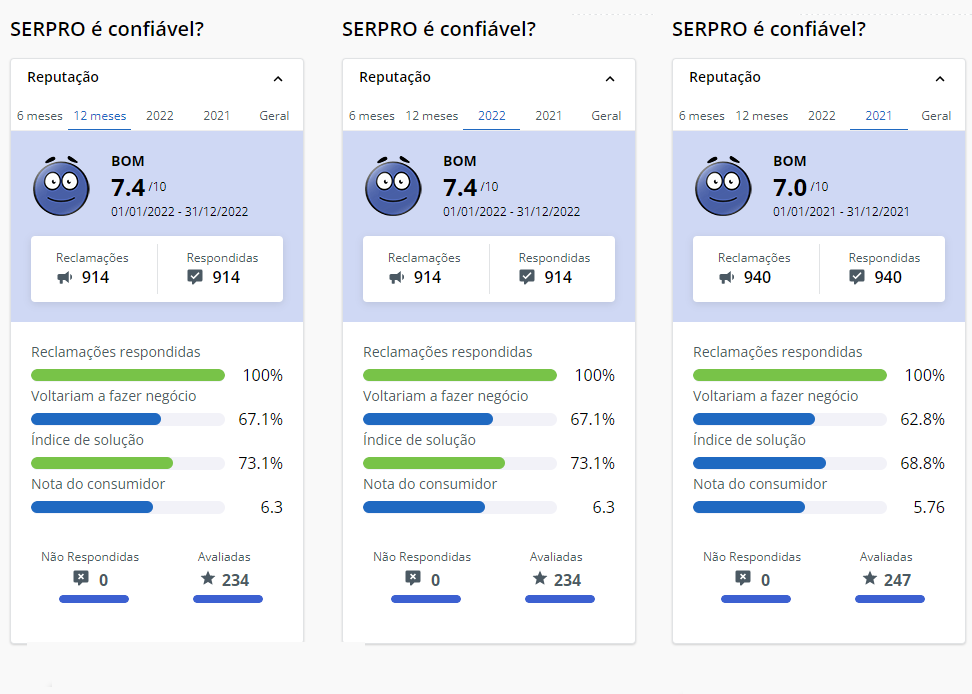 SERPRO é confiável?
Reputação
6 meses 12 meses 2022 2021 Geral
BOM
7.4 /10
01/01/2022 - 31/12/2022
Reclamações Respondidas
914 914
Reclamações respondidas
100%
Voltariam a fazer negócio
67.1%
Índice de solução
73.1%
Nota do consumidor
6.3
Não Respondidas Avaliadas
0 234
SERPRO é confiável?
Reputação
6 meses 12 meses 2022 2021 Geral
BOM
7.4 /10
01/01/2022 - 31/12/2022
Reclamações Respondidas
914 914
Reclamações respondidas
100%
Voltariam a fazer negócio
67.1%
Índice de solução
73.1%
Nota do consumidor
6.3
Não Respondidas Avaliadas
0 234
SERPRO é confiável?
Reputação
6 meses 12 meses 2022 2021 Geral
BOM
7.0 /10
01/01/2021 - 31/12/2021
Reclamações Respondidas
940 940
Reclamações respondidas
100%
Voltariam a fazer negócio
62.8%
Índice de solução
68.8%
Nota do consumidor
5.76
Não Respondidas Avaliadas
0 247